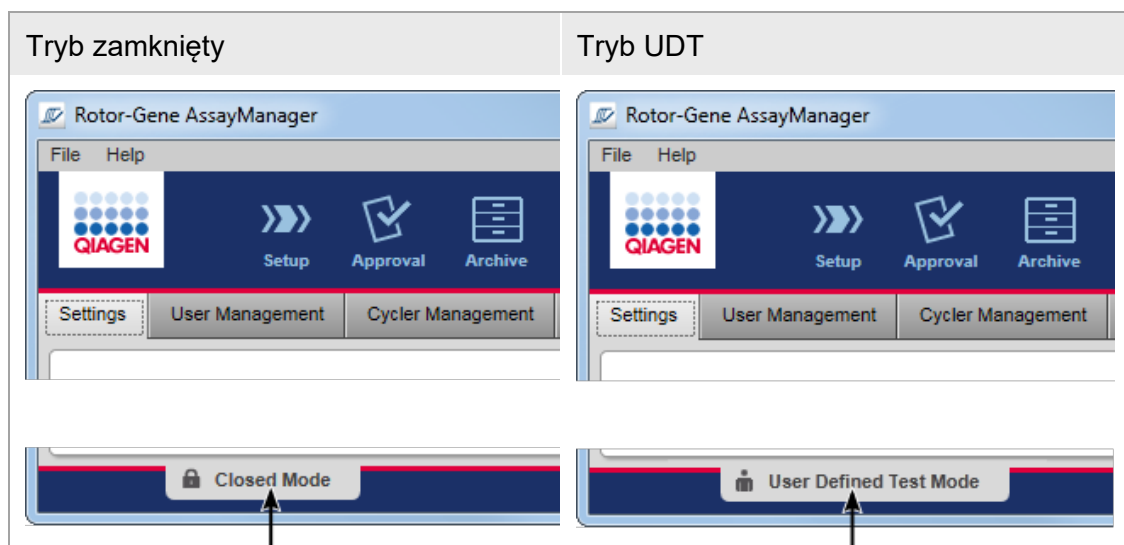 Tryb zamknięty
Tryb UDT
Rotor-Gene AssayManager
File Help
QIAGEN
Setup Approval Archive
Settings User Management Cycler Management
Closed Mode
Rotor-Gene AssayManager
File Help
QIAGEN
Setup Approval Archive
Settings User Management Cycler Management
User Defined Test Mode